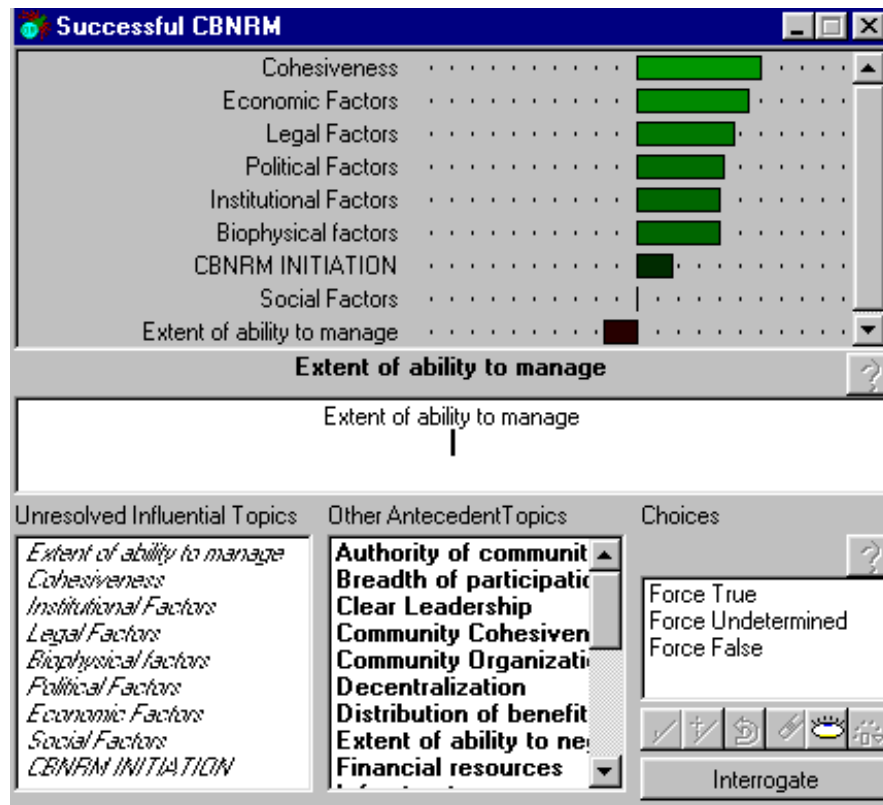 Successful CBNRM
Cohesiveness
Economic Factors
Legal Factors
Political Factors
Institutional Factors
Biophysical factors
CBNRM INITIATION
Social Factors
Extent of ability to manage
Extent of ability to manage
Extent of ability to manage
Unresolved Influential Topics
Extent of ability to manage
Cohesiveness
Institutional Factors
Legal Factors
Biophysical factors
Political Factors
Economic Factors
Social Factors
CBNRM INITIATION
Other AntecedentTopics
Authority of communit
Breadth of participatic
Clear Leadership
Community Cohesiven
Community Organizati
Decentralization
Distribution of benefit
Extent of ability to ne
Financial resources
Choices
Force True
Force Undetermined
Force False
Interrogate